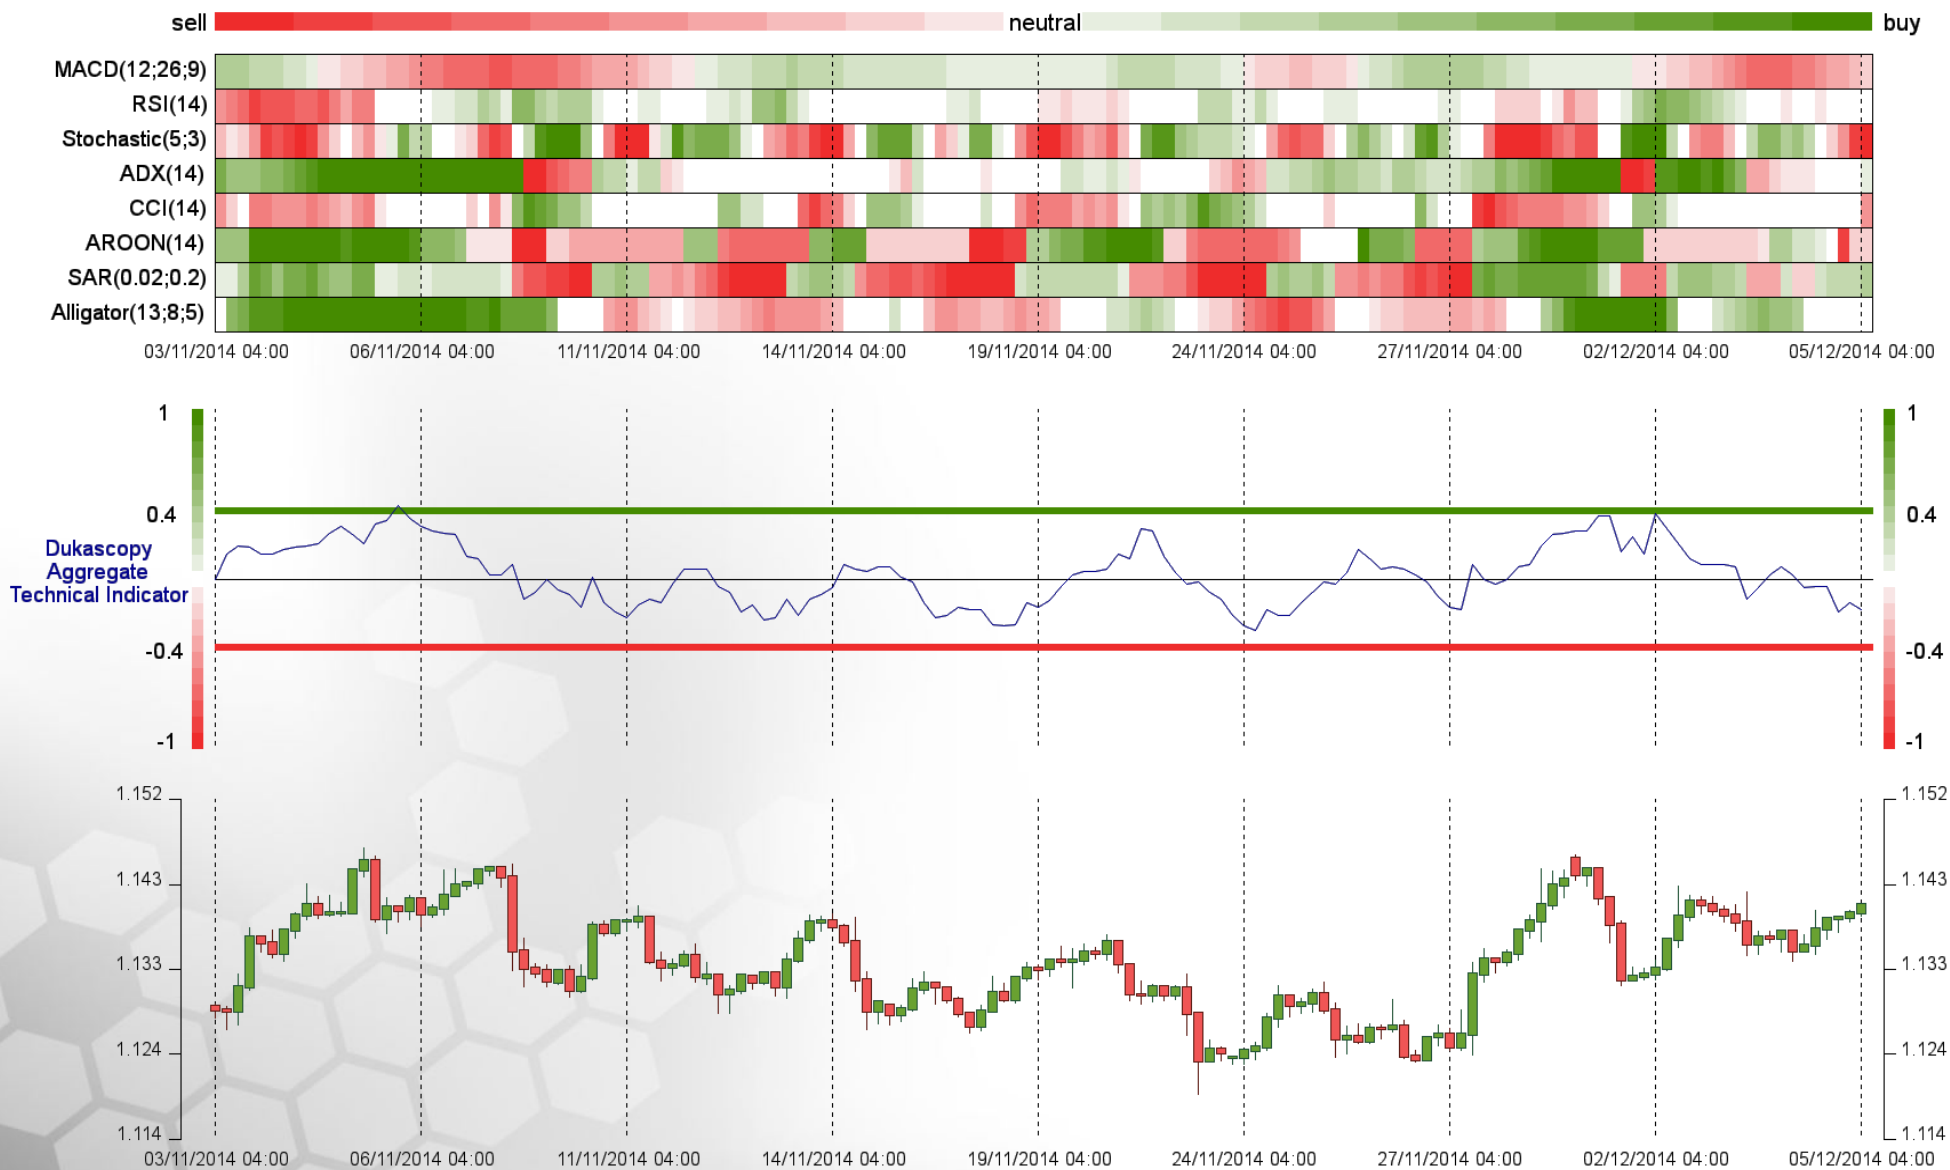 sell neutral buy
MACD(12;26;9)
RSI(14)
Stochastic(5;3)
ADX(14)
CCI(14)
AROON(14)
SAR(0.02;0.2)
Alligator(13;8;5)
03/11/2014 04:00 06/11/2014 04:00 11/11/2014 04:00 14/11/2014 04:00 19/11/2014 04:00 24/11/2014 04:00 27/11/2014 04:00 02/12/2014 04:00 05/12/2014 04:00
1 1
0.4 0.4
Dukascopy
Aggregate
Technical Indicator
-0.4 -0.4
-1 -1
1.152 1.152
1.143 1.143
1.133 1.133
1.124 1.124
1.114 1.114
03/11/2014 04:00 06/11/2014 04:00 11/11/2014 04:00 14/11/2014 04:00 19/11/2014 04:00 24/11/2014 04:00 27/11/2014 04:00 02/12/2014 04:00 05/12/2014 04:00